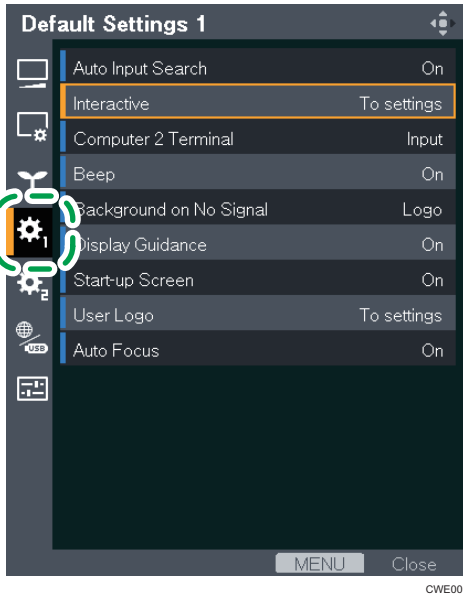 Default Settings 1
Auto Input Search On
Interactive To settings
Computer 2 Terminal Input
Beep On
Background on No Signal Logo
Display Guidance On
Start-up Screen On
User Logo To settings
Auto Focus On
1
2
USB
MENU Close
CWE00